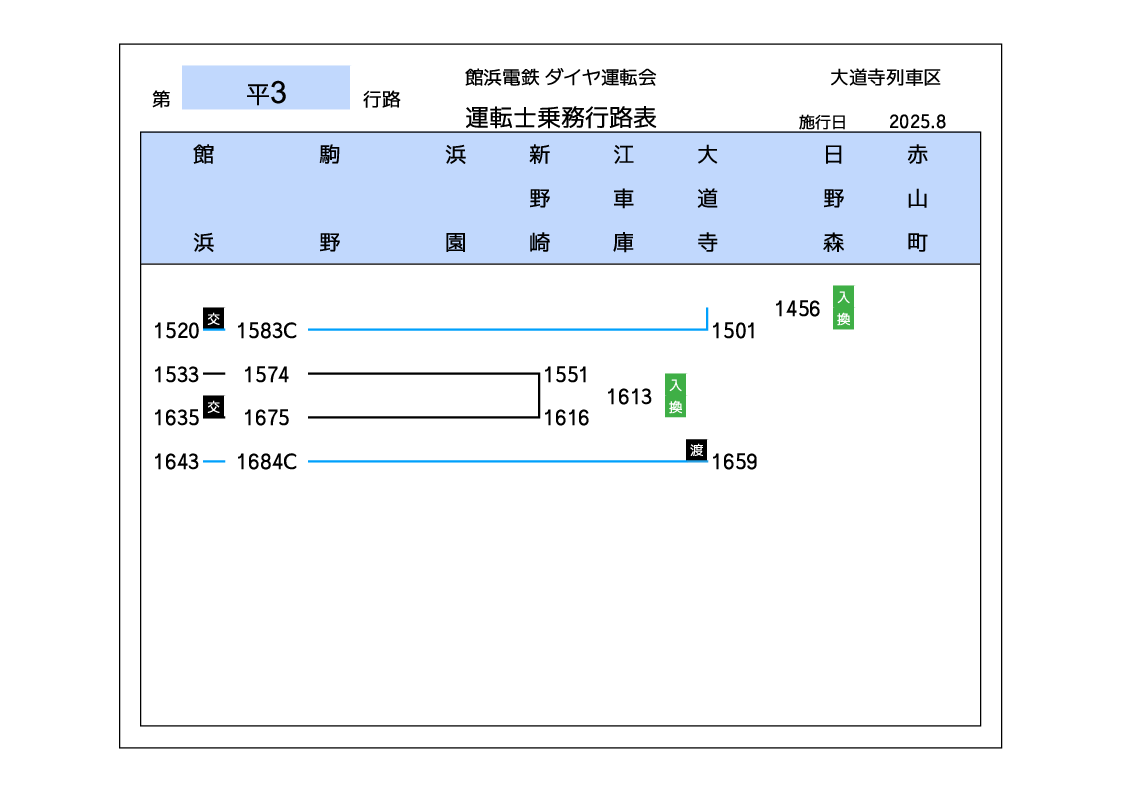 館浜電鉄 ダイヤ運転会
大道寺列車区
第 平3 行路
運転士乗務行路表
施行日 2025.8
館浜 駒野 浜園 新野崎 江車庫 大道寺 日野森 赤山町
1456 入換
1520 交 1583C 1501
1533 1574 1551
1613 入換
1635 交 1675 1616
1643 1684C 渡 1659